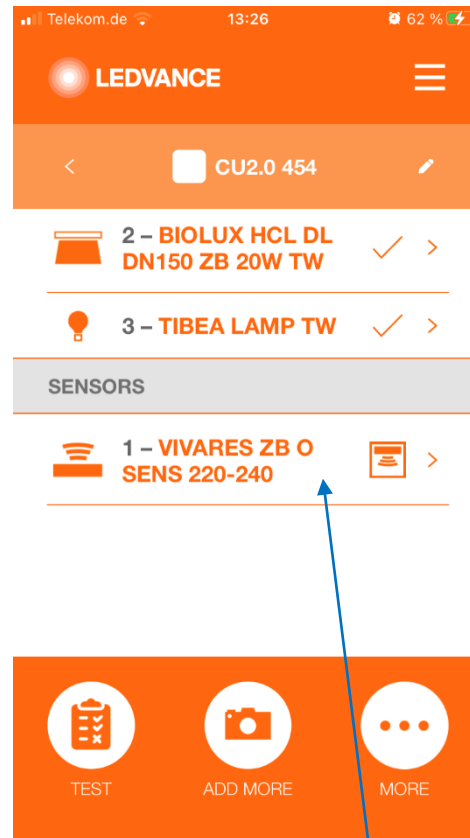 Telekom.de 13:26 62 %
LEDVANCE
< CU2.0 454
2 – BIOLUX HCL DL
DN150 ZB 20W TW
3 – TIBEA LAMP TW
SENSORS
1 – VIVARES ZB O
SENS 220-240
TEST ADD MORE MORE